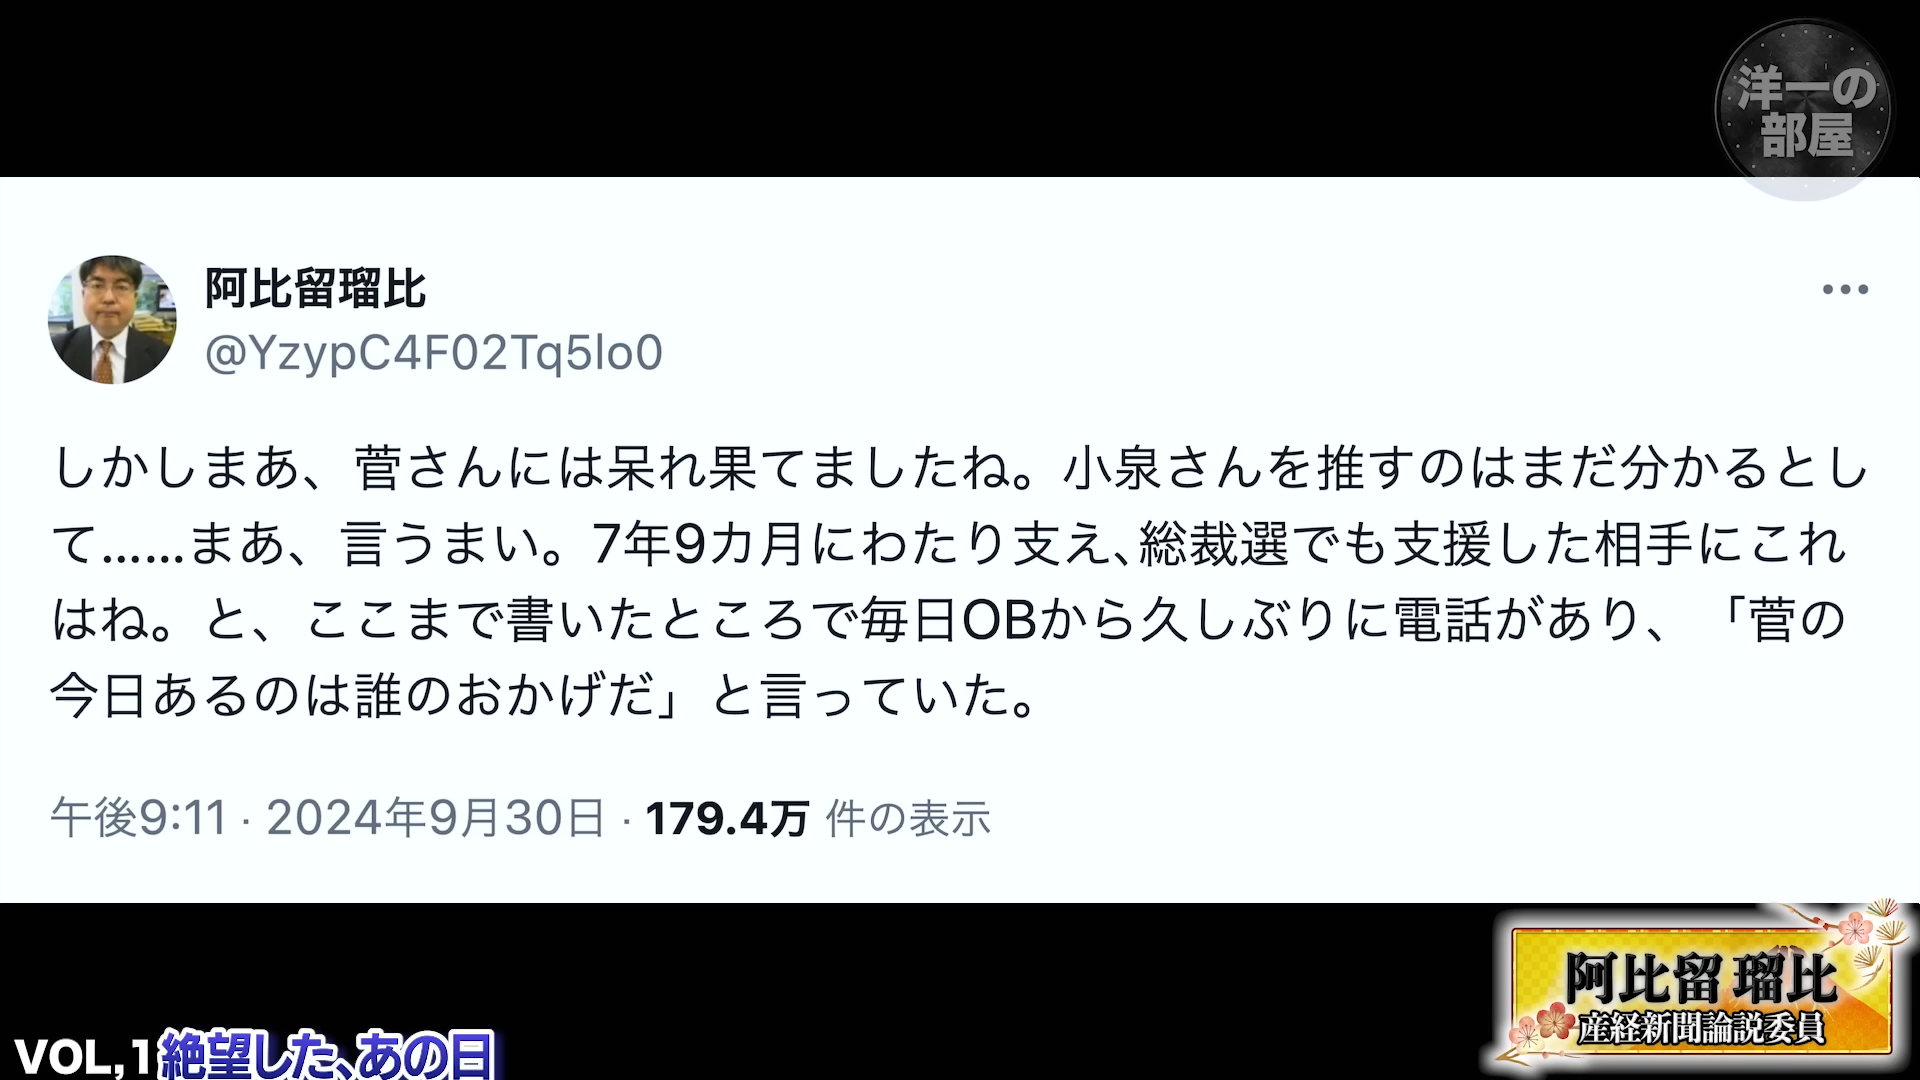 洋一の
部屋
阿比留瑠比
@YzypC4F02Tq5lo0
しかしまあ、菅さんには呆れ果てましたね。小泉さんを推すのはまだ分かるとし
て……まあ、言うまい。7年9カ月にわたり支え､総裁選でも支援した相手にこれ
はね。と、ここまで書いたところで毎日OBから久しぶりに電話があり、「菅の
今日あるのは誰のおかげだ」と言っていた。
午後9:11 · 2024年9月30日 · 179.4万 件の表示
阿比留 瑠比
産経新聞論説委員
VOL,1 絶望した、あの日